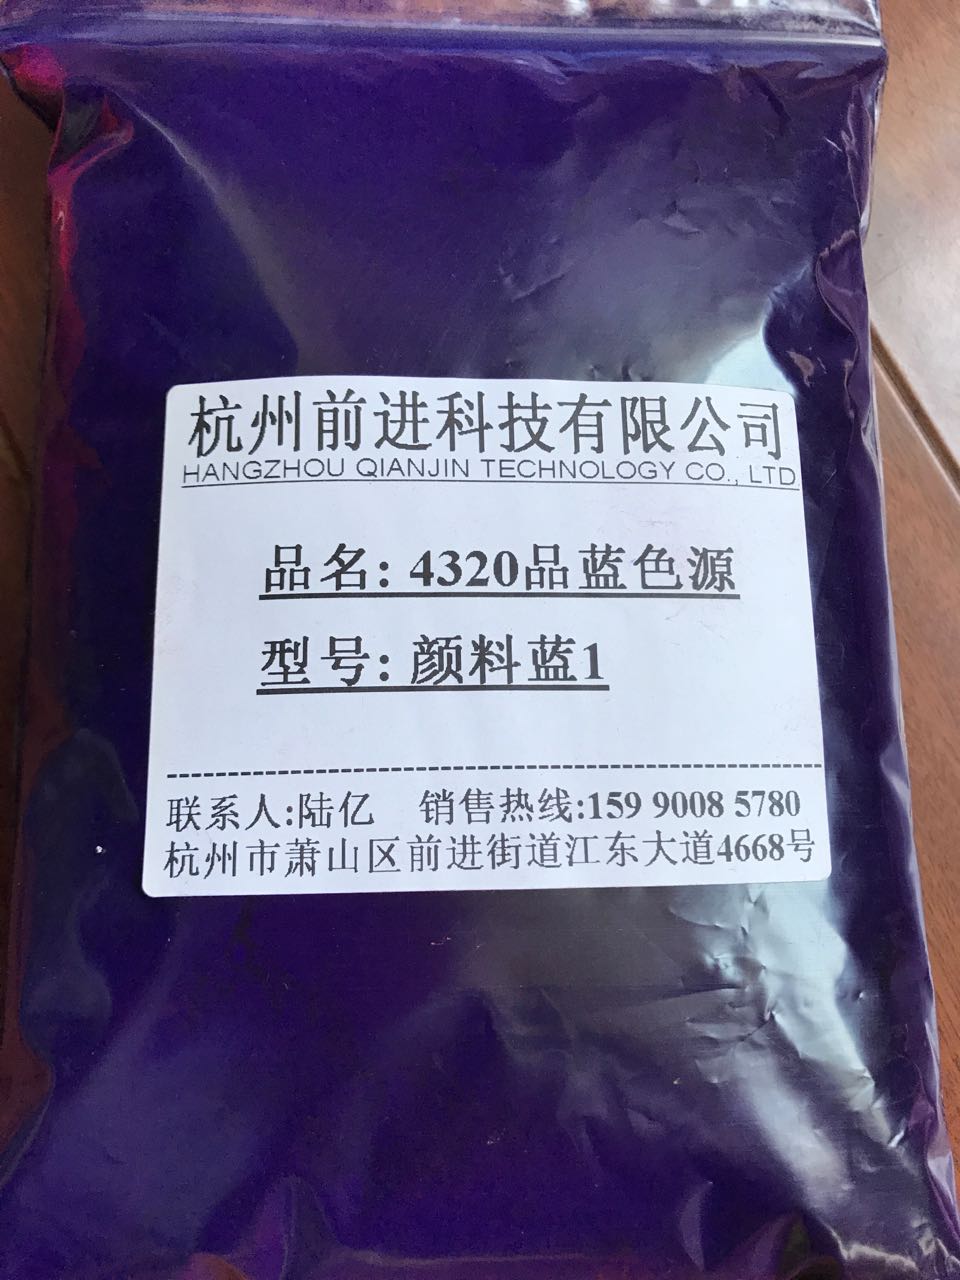 杭州前进科技有限公司
HANGZHOU QIANJIN TECHNOLOGY CO., LTD
品名: 4320品蓝色源
型号: 颜料蓝1
联系人:陆亿 销售热线:159 9008 5780
杭州市萧山区前进街道江东大道4668号